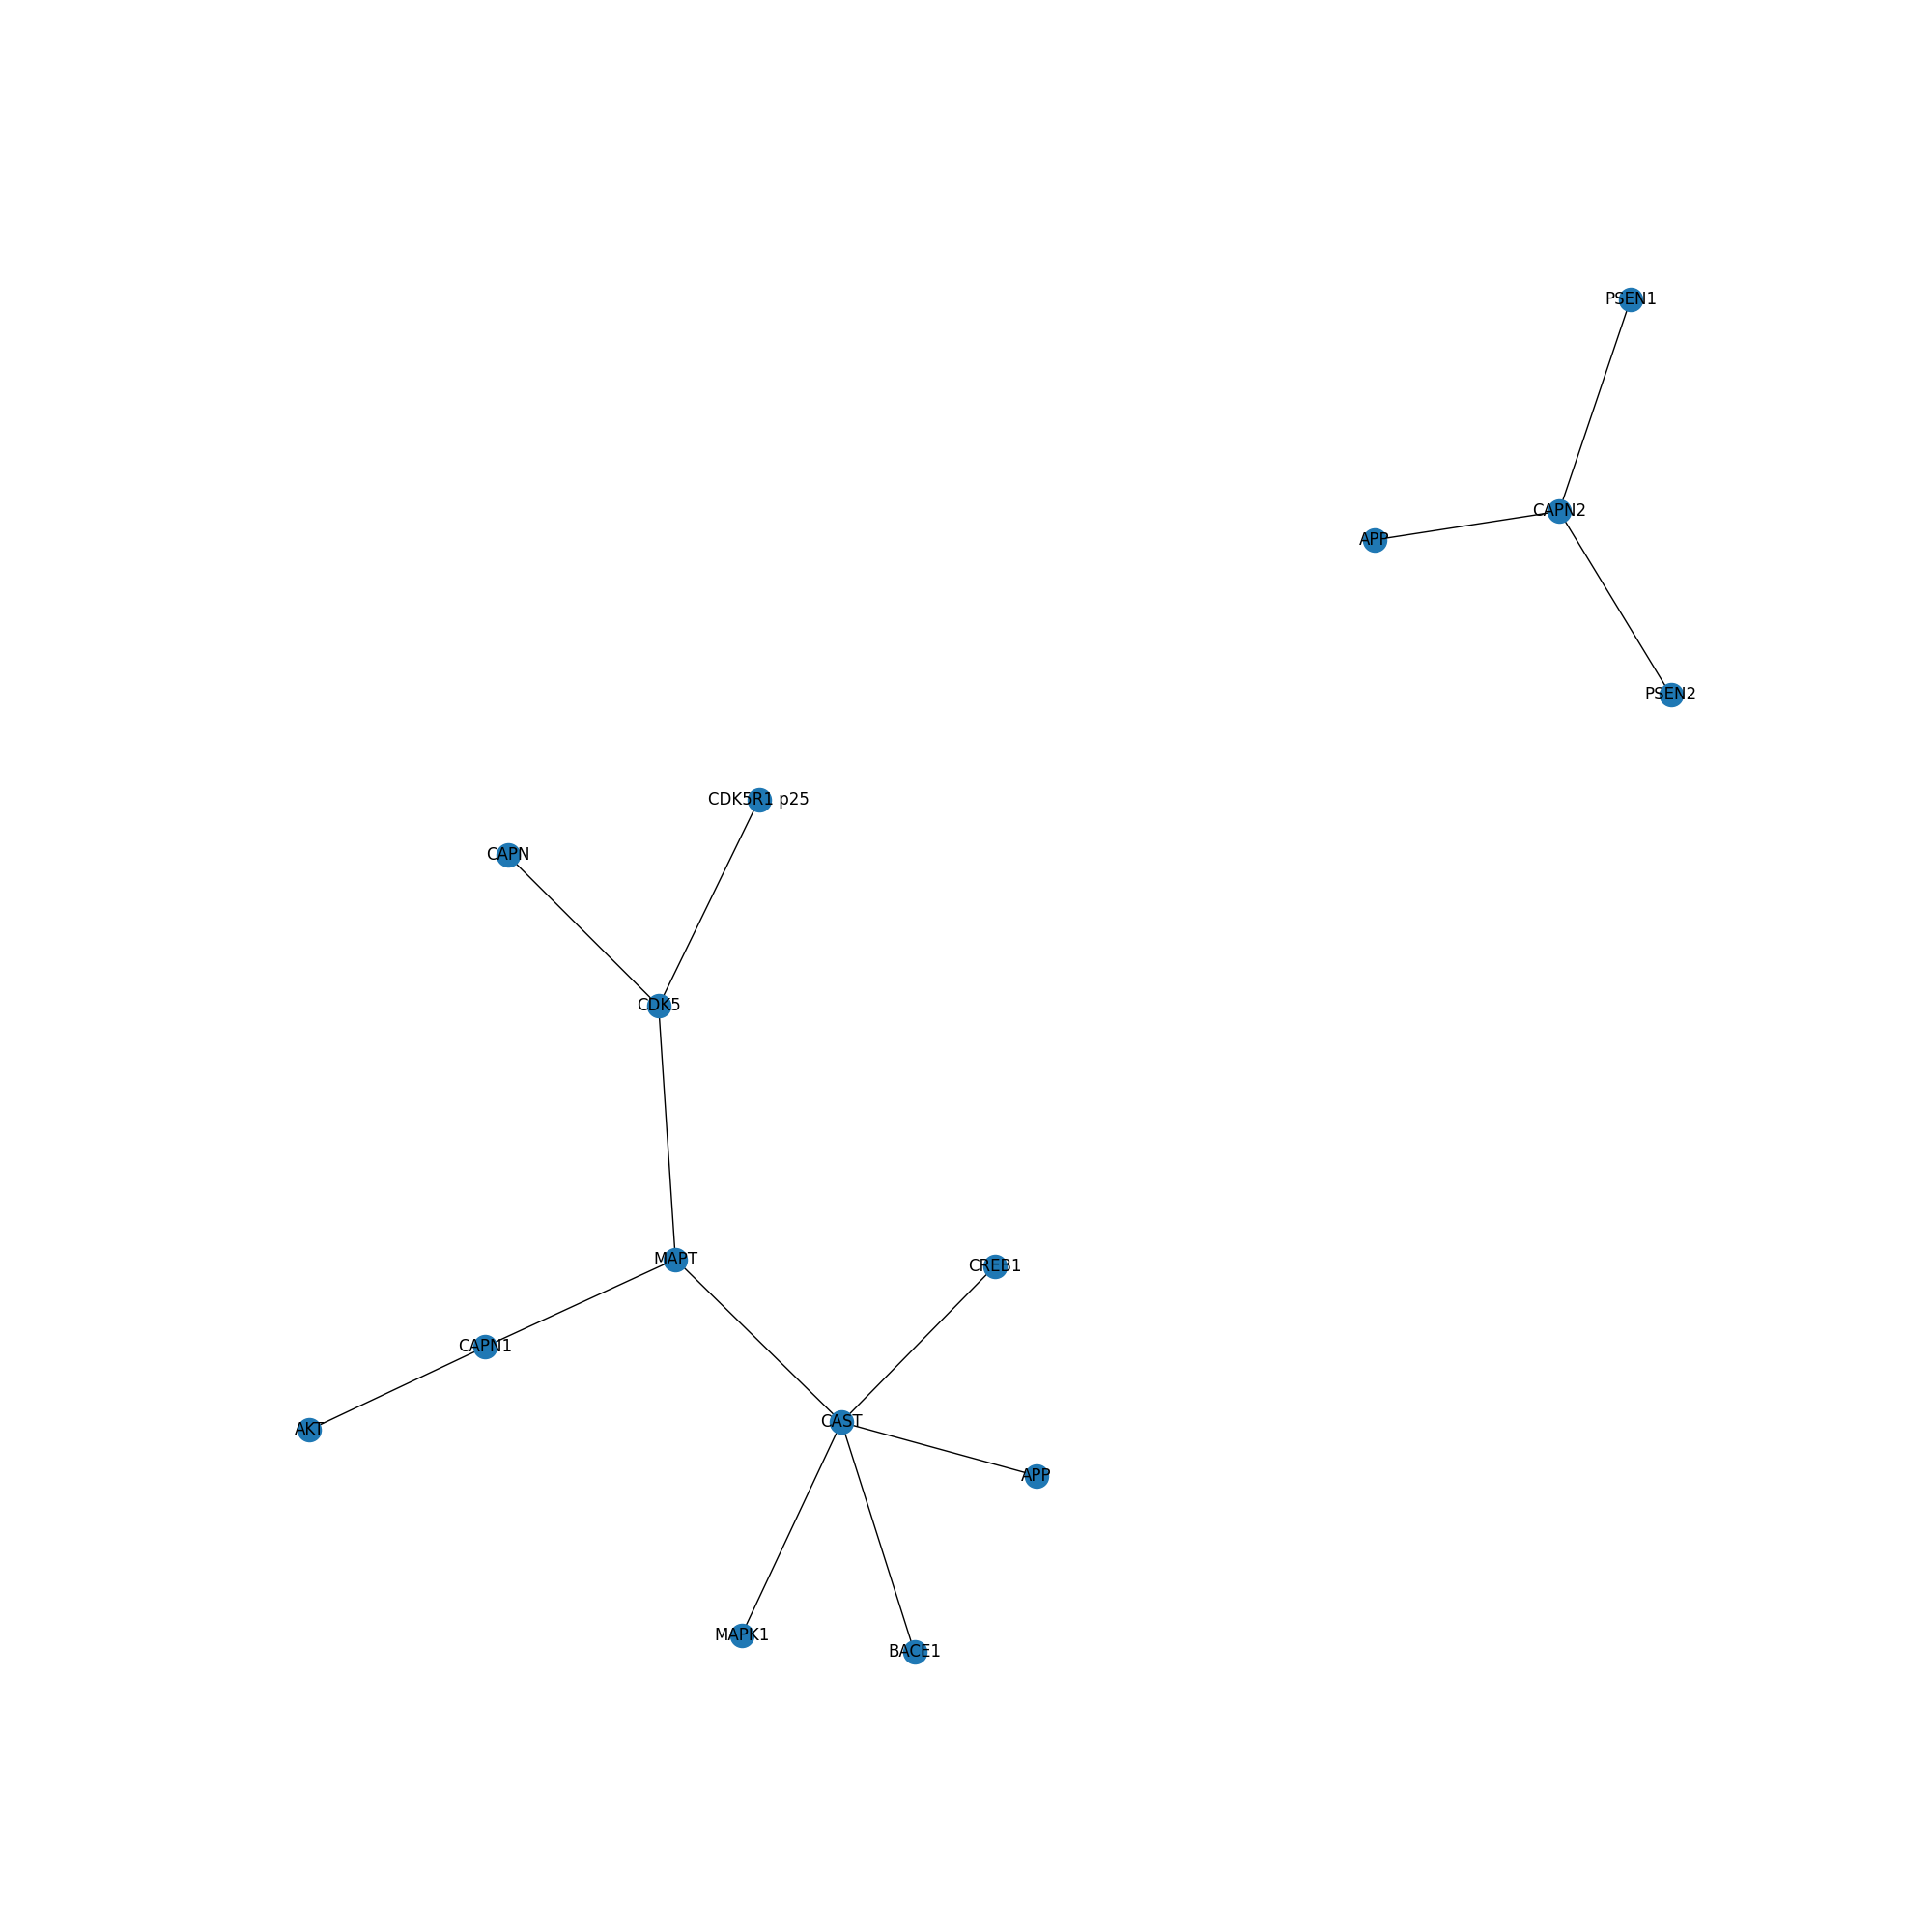 PSEN1
CAPN2
APP
PSEN2
CDK5R1 p25
CAPN
CDK5
MAPT
CREB1
CAPN1
CAST
AKT
APP
MAPK1
BACE1